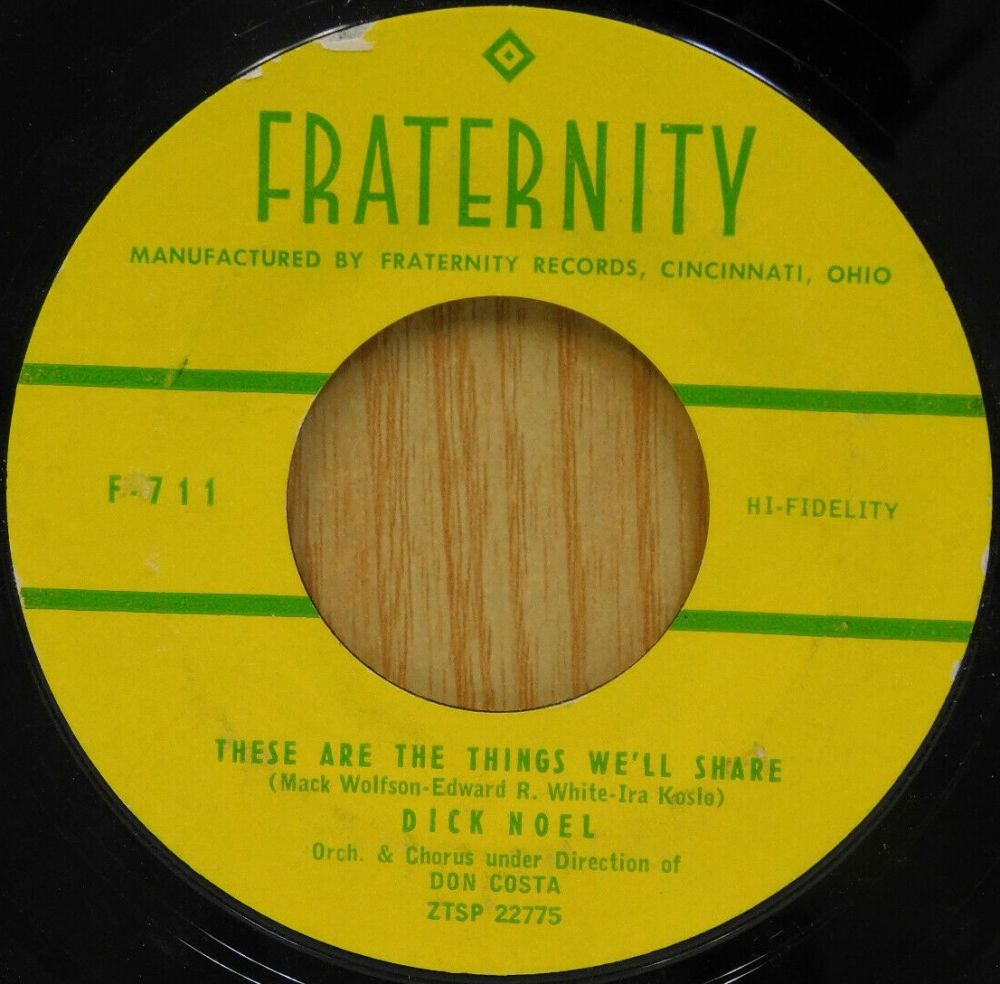 FRATERNITY
MANUFACTURED BY FRATERNITY RECORDS, CINCINNATI, OHIO
F-711
HI-FIDELITY
THESE ARE THE THINGS WE'LL SHARE
(Mack Wolfson-Edward R. White-Ira Koslo)
DICK NOEL
Orch. & Chorus under Direction of
DON COSTA
ZTSP 22775